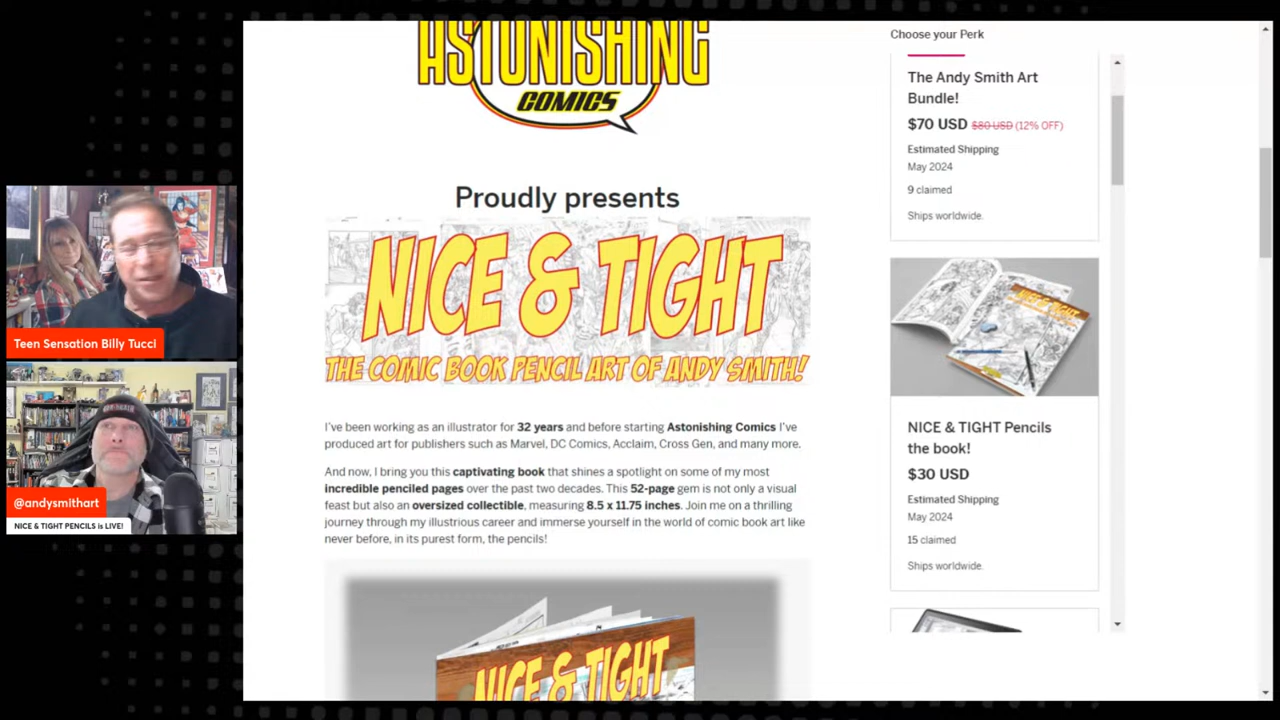 ASTONISHING
COMICS
Proudly presents
NICE & TIGHT
THE COMIC BOOK PENCIL ART OF ANDY SMITH!
I've been working as an illustrator for 32 years and before starting Astonishing Comics I've
produced art for publishers such as Marvel, DC Comics, Acclaim, Cross Gen, and many more.
And now, I bring you this captivating book that shines a spotlight on some of my most
incredible penciled pages over the past two decades. This 52-page gem is not only a visual
feast but also an oversized collectible, measuring 8.5 x 11.75 inches. Join me on a thrilling
journey through my illustrious career and immerse yourself in the world of comic book art like
never before, in its purest form, the pencils!
NICE & TIGHT
Choose your Perk
The Andy Smith Art
Bundle!
$70 USD $80 USD (12% OFF)
Estimated Shipping
May 2024
9 claimed
Ships worldwide.
NICE & TIGHT
NICE & TIGHT Pencils
the book!
$30 USD
Estimated Shipping
May 2024
15 claimed
Ships worldwide.
Teen Sensation Billy Tucci
@andysmithart
NICE & TIGHT PENCILS is LIVE!